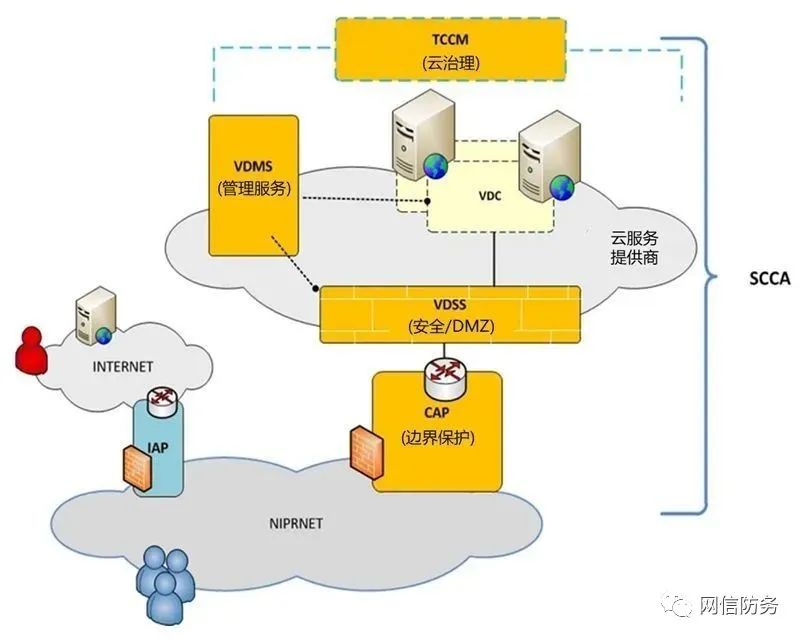 TCCM
(云治理)
VDMS
(管理服务)
VDC
云服务
提供商
SCCA
VDSS
(安全/DMZ)
INTERNET
CAP
(边界保护)
IAP
NIPRNET
网信防务